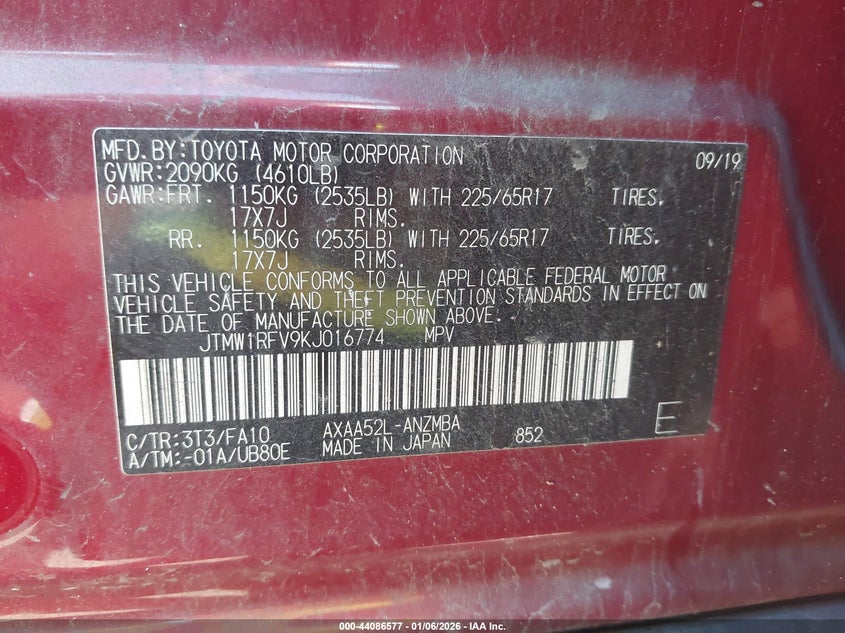 MFD.BY:TOYOTA MOTOR CORPORATION 09/19
GVWR:2090KG (4610LB)
GAWR:FRT. 1150KG (2535LB) WITH 225/65R17 TIRES,
17X7J RIMS.
RR. 1150KG (2535LB) WITH 225/65R17 TIRES,
17X7J RIMS.
THIS VEHICLE CONFORMS TO ALL APPLICABLE FEDERAL MOTOR
VEHICLE SAFETY AND THEFT PREVENTION STANDARDS IN EFFECT ON
THE DATE OF MANUFACTURE SHOWN ABOVE.
JTMW1RFV9KJ016774 MPV
C/TR:3T3/FA10 AXAA52L-ANZMBA E
A/TM:-01A/UB80E MADE IN JAPAN 852
000-44086577 - 01/06/2026 - IAA Inc.